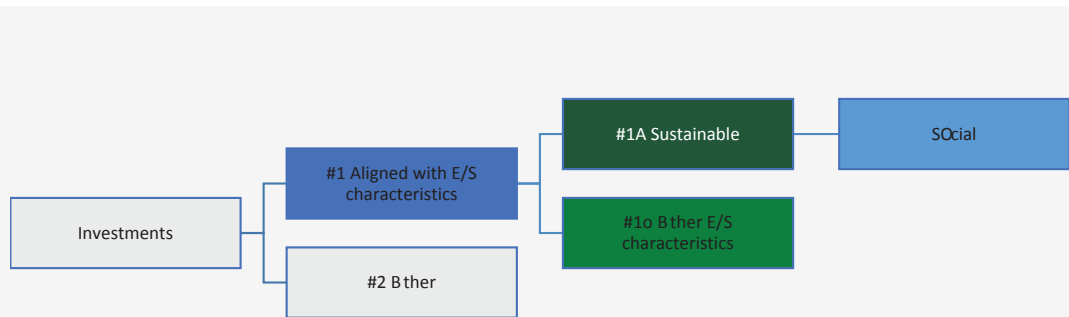 Investments
#1 Aligned with E/S
characteristics
#2 B ther
#1A Sustainable
#1o B ther E/S
characteristics
SOcial